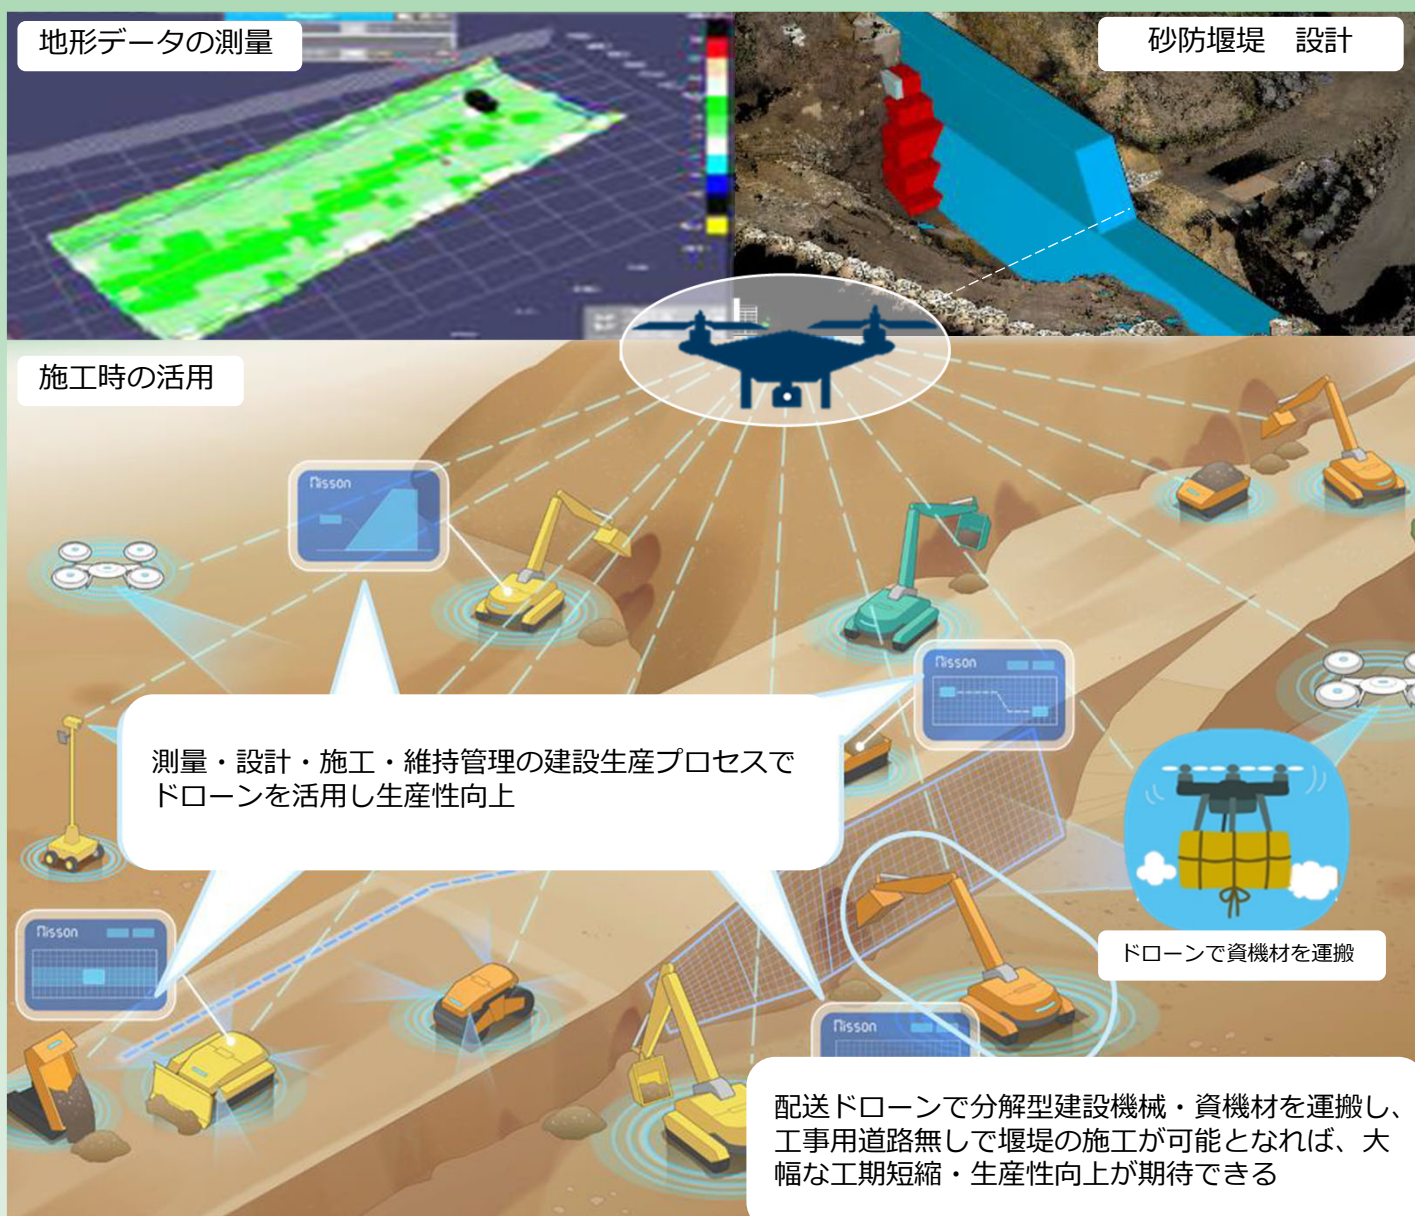 地形データの測量
砂防堰堤　設計
施工時の活用
Nisson
Nisson
測量・設計・施工・維持管理の建設生産プロセスで
ドローンを活用し生産性向上
Nisson
ドローンで資機材を運搬
Nisson
配送ドローンで分解型建設機械・資機材を運搬し、
工事用道路無しで堰堤の施工が可能となれば、大
幅な工期短縮・生産性向上が期待できる